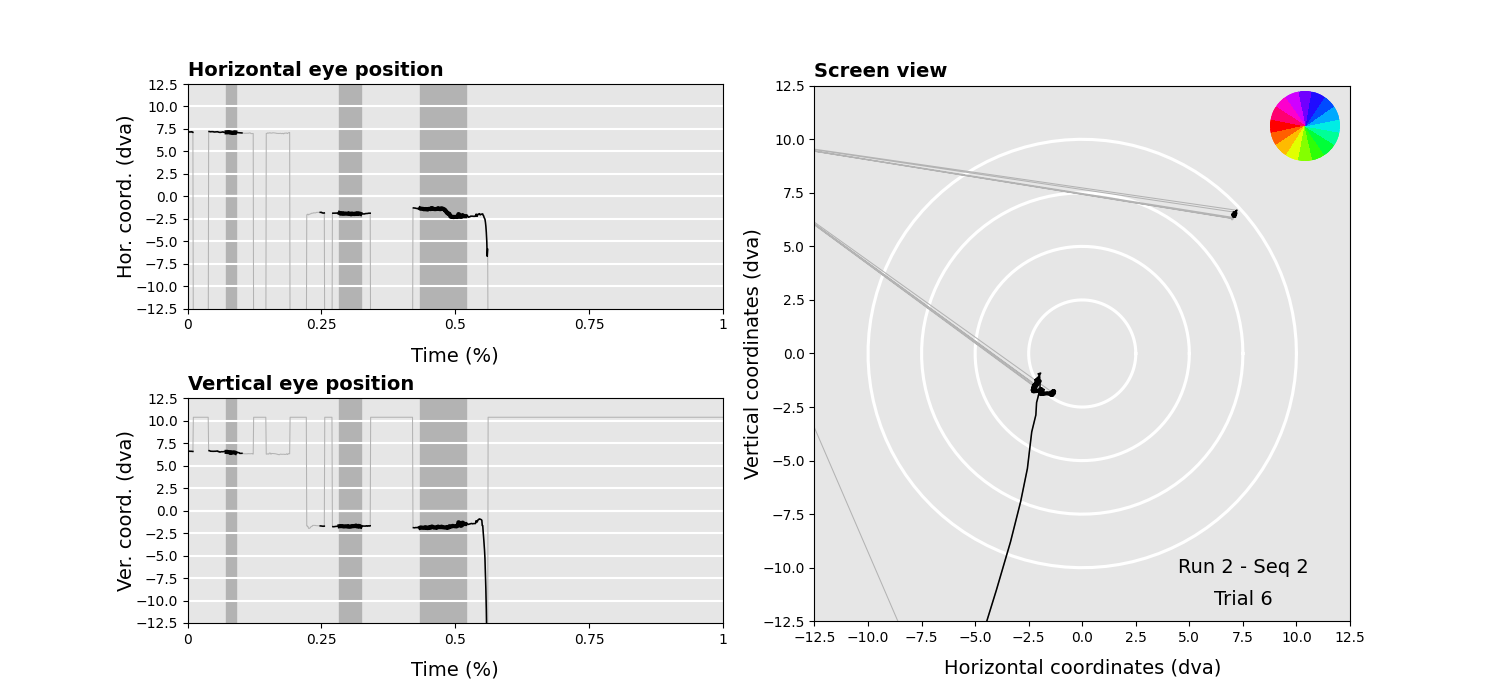 Horizontal eye position
12.5
10.0
7.5
5.0
2.5
0.0
−2.5
−5.0
−7.5
−10.0
−12.5
Hor. coord. (dva)
0 0.25 0.5 0.75 1
Time (%)
Vertical eye position
12.5
10.0
7.5
5.0
2.5
0.0
−2.5
−5.0
−7.5
−10.0
−12.5
Ver. coord. (dva)
0 0.25 0.5 0.75 1
Time (%)
Screen view
12.5
10.0
7.5
5.0
2.5
0.0
−2.5
−5.0
−7.5
−10.0
−12.5
Vertical coordinates (dva)
Run 2 - Seq 2
Trial 6
−12.5 −10.0 −7.5 −5.0 −2.5 0.0 2.5 5.0 7.5 10.0 12.5
Horizontal coordinates (dva)